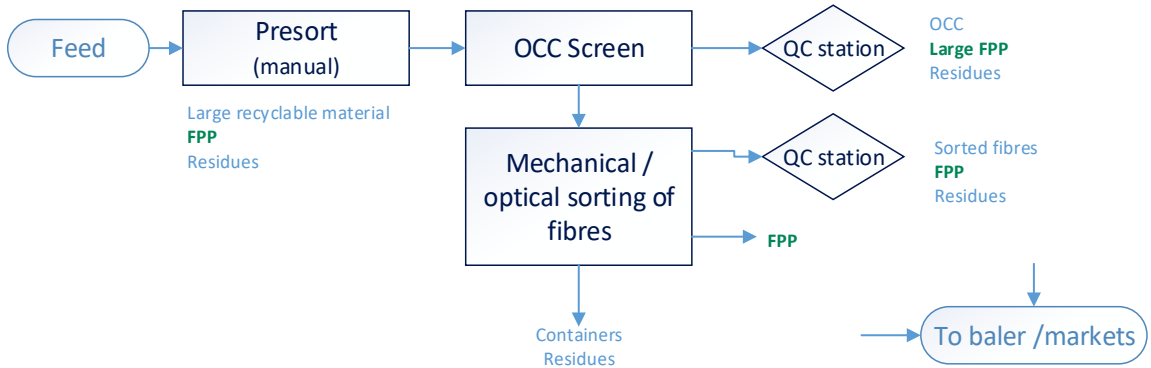 Feed
Presort
(manual)
Large recyclable material
FPP
Residues
OCC Screen
QC station
OCC
Large FPP
Residues
Mechanical /
optical sorting of
fibres
QC station
Sorted fibres
FPP
Residues
FPP
Containers
Residues
To baler /markets